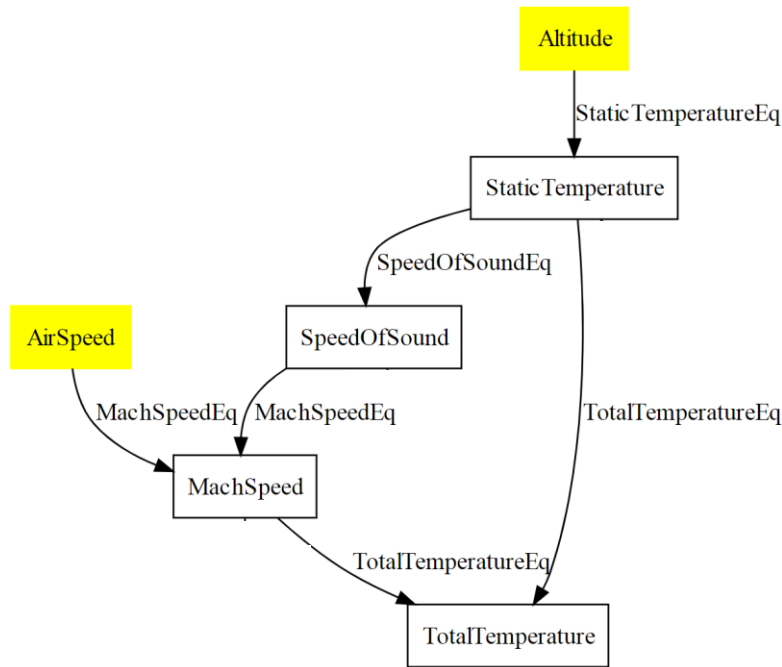 Altitude
StaticTemperatureEq
StaticTemperature
SpeedOfSoundEq
AirSpeed
SpeedOfSound
MachSpeedEq
MachSpeedEq
TotalTemperatureEq
MachSpeed
TotalTemperatureEq
TotalTemperature